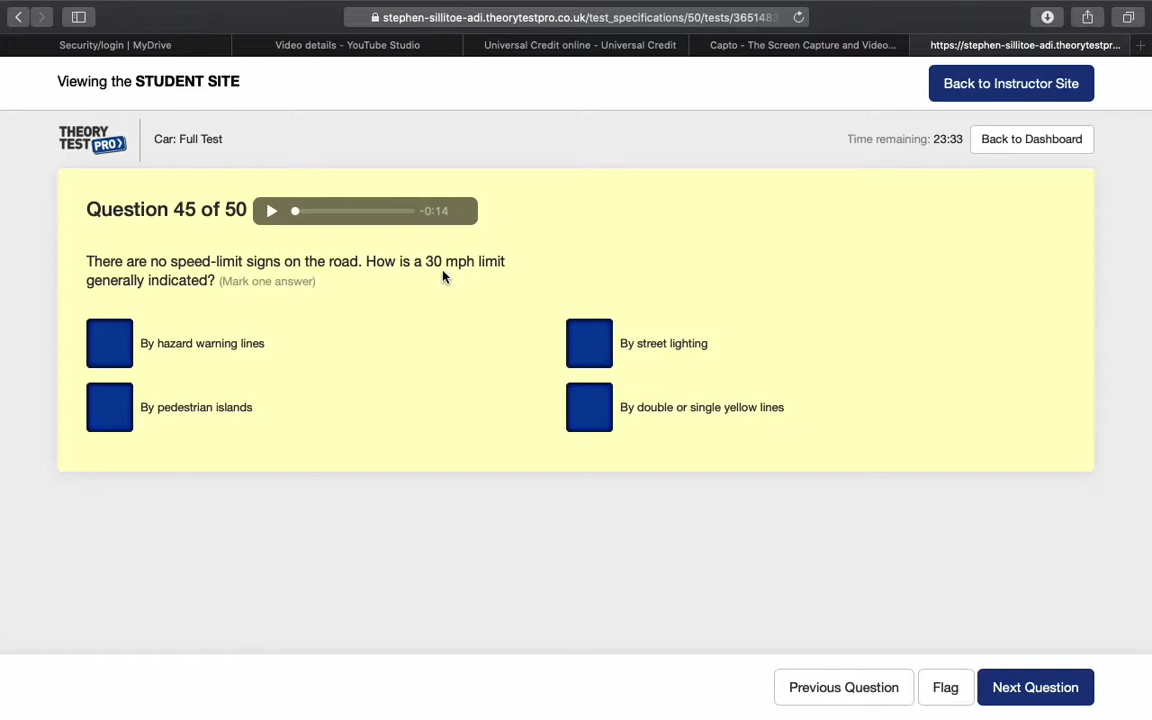 stephen-sillitoe-adi.theorytestpro.co.uk/test_specifications/50/tests/3651483
Security/login | MyDrive
Video details - YouTube Studio
Universal Credit online - Universal Credit
Capto - The Screen Capture and Video...
https://stephen-sillitoe-adi.theorytestpr...
Viewing the STUDENT SITE
Back to Instructor Site
THEORY
TEST PRO
Car: Full Test
Time remaining: 23:33
Back to Dashboard
Question 45 of 50
-0:14
There are no speed-limit signs on the road. How is a 30 mph limit
generally indicated? (Mark one answer)
By hazard warning lines
By street lighting
By pedestrian islands
By double or single yellow lines
Previous Question
Flag
Next Question